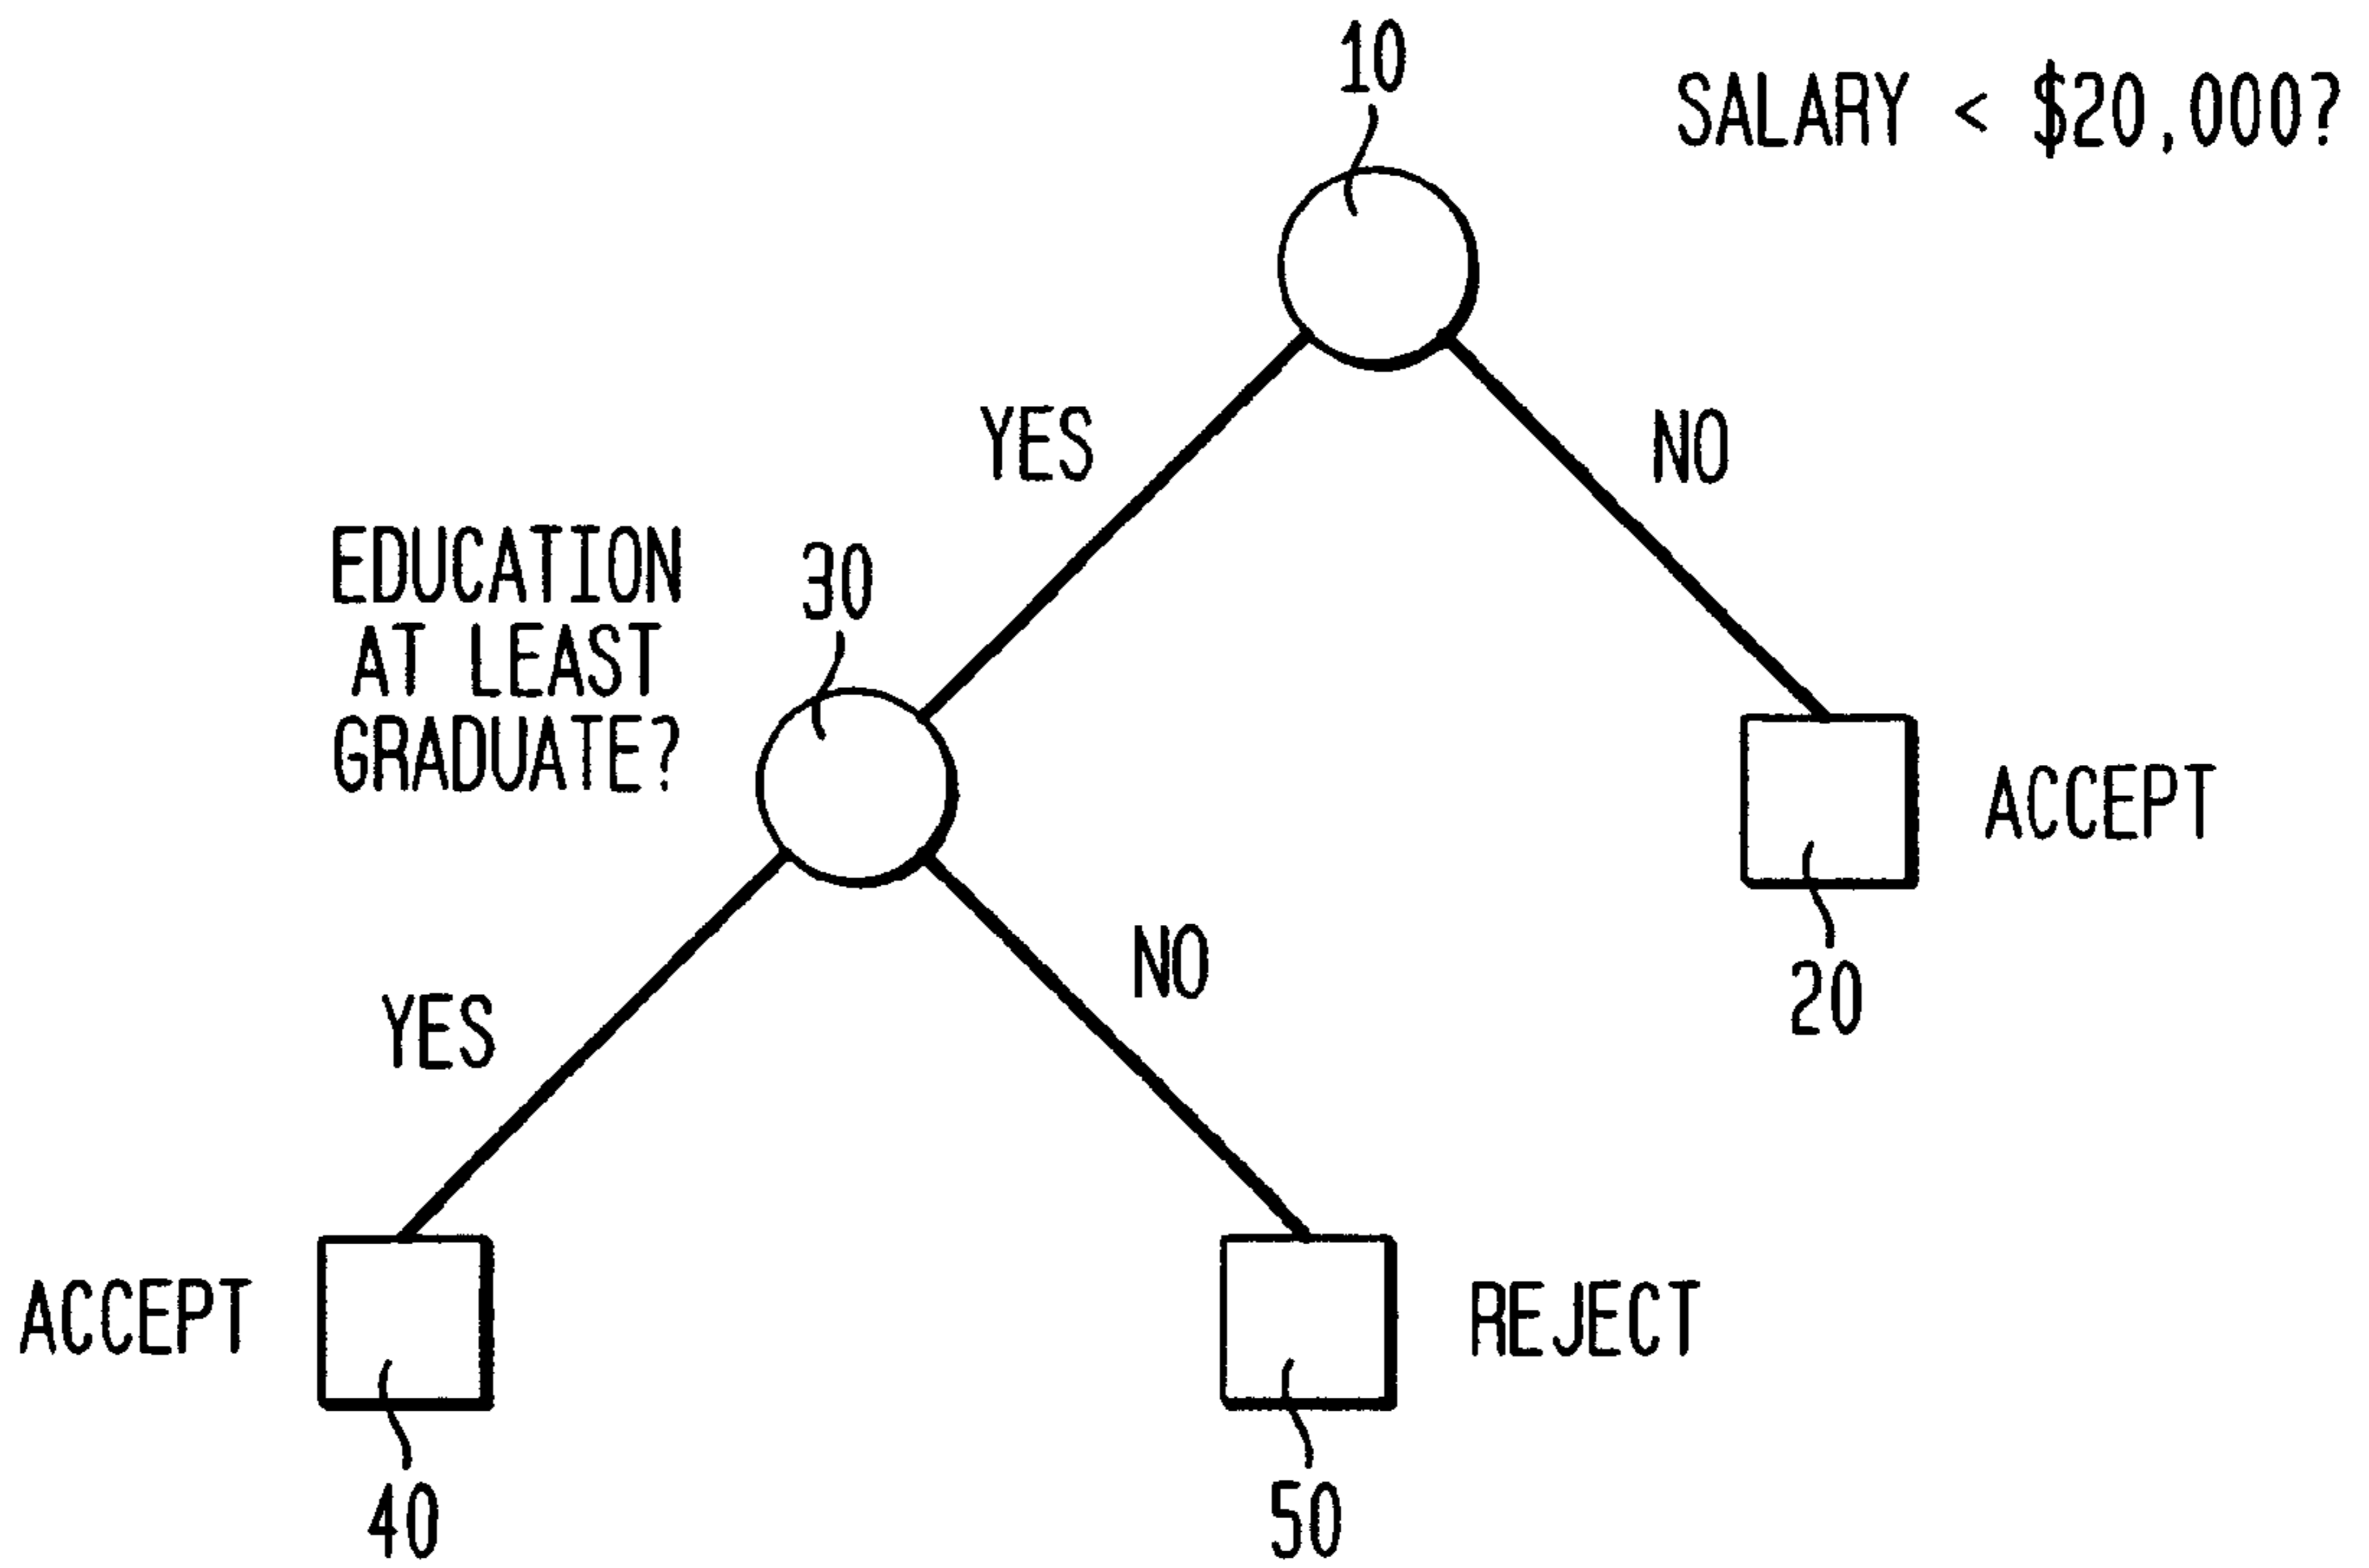 10
SALARY < $20,000?
YES
NO
EDUCATION
AT LEAST
GRADUATE?
30
ACCEPT
20
YES
NO
ACCEPT
REJECT
40
50